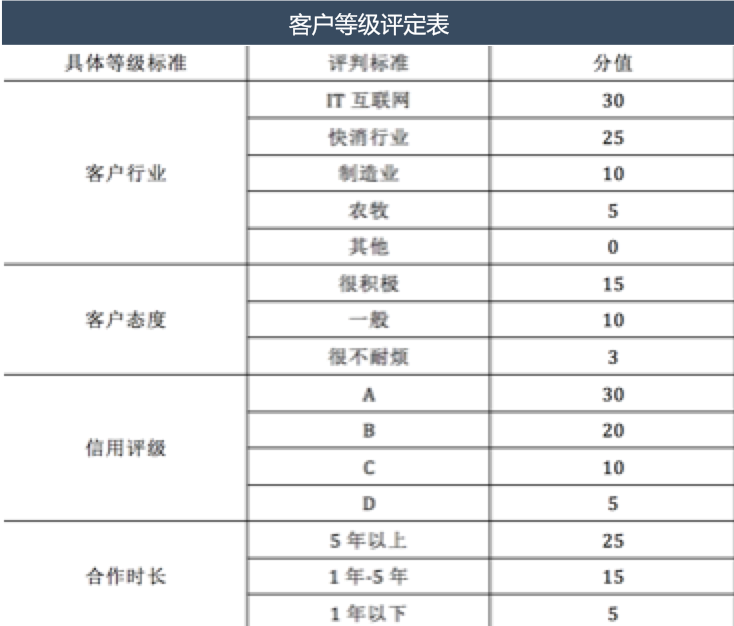 客户等级评定表
具体等级标准 评判标准 分值
客户行业 IT 互联网 30
快消行业 25
制造业 10
农牧 5
其他 0
客户态度 很积极 15
一般 10
很不耐烦 3
信用评级 A 30
B 20
C 10
D 5
合作时长 5 年以上 25
1 年-5 年 15
1 年以下 5